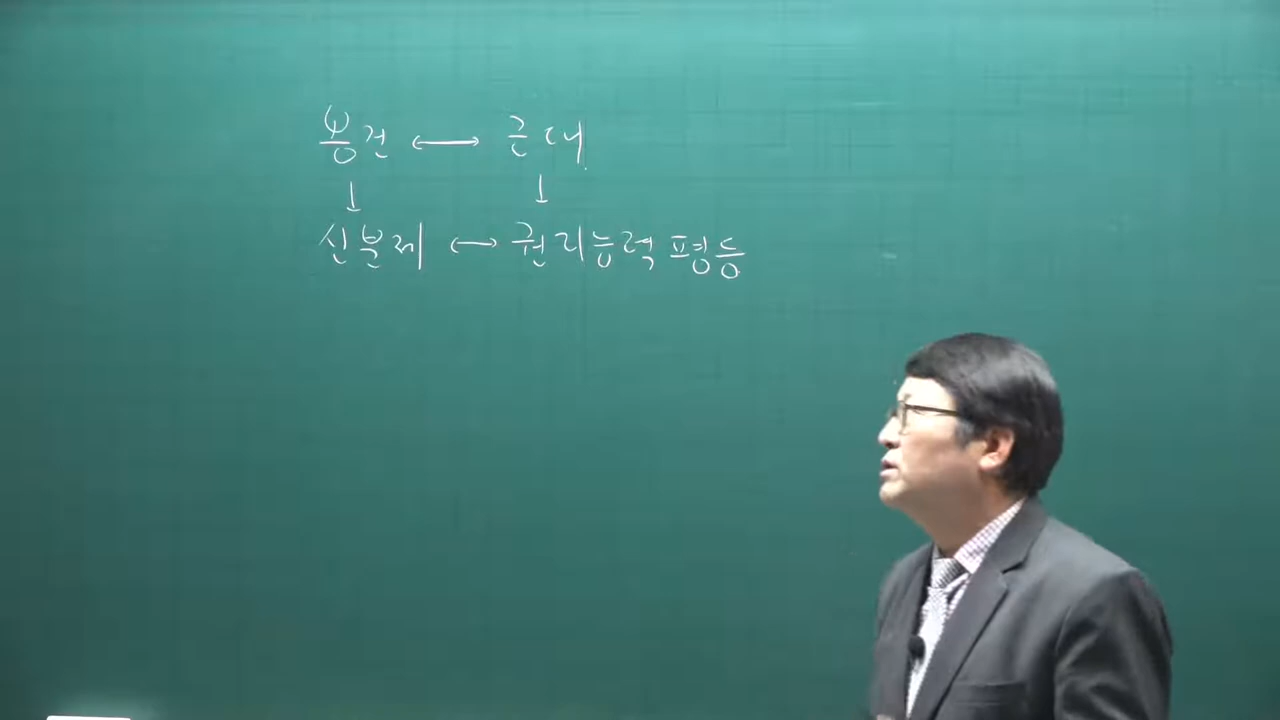 봉건 ↔ 근대
↓ ↓
신분제 ↔ 권리능력 평등